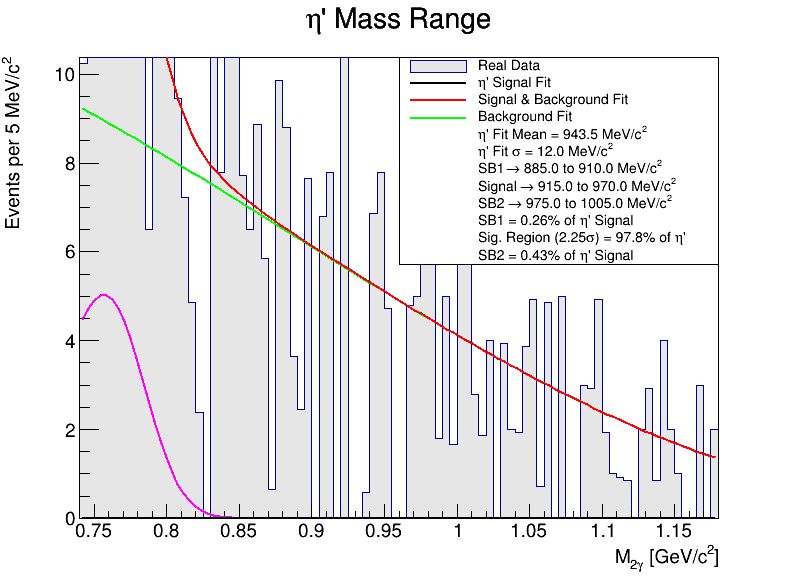 η' Mass Range
Events per 5 MeV/c²
10
8
6
4
2
0
Real Data
η' Signal Fit
Signal & Background Fit
Background Fit
η' Fit Mean = 943.5 MeV/c²
η' Fit σ = 12.0 MeV/c²
SB1 → 885.0 to 910.0 MeV/c²
Signal → 915.0 to 970.0 MeV/c²
SB2 → 975.0 to 1005.0 MeV/c²
SB1 = 0.26% of η' Signal
Sig. Region (2.25σ) = 97.8% of η'
SB2 = 0.43% of η' Signal
0.75 0.8 0.85 0.9 0.95 1 1.05 1.1 1.15
M₂γ [GeV/c²]